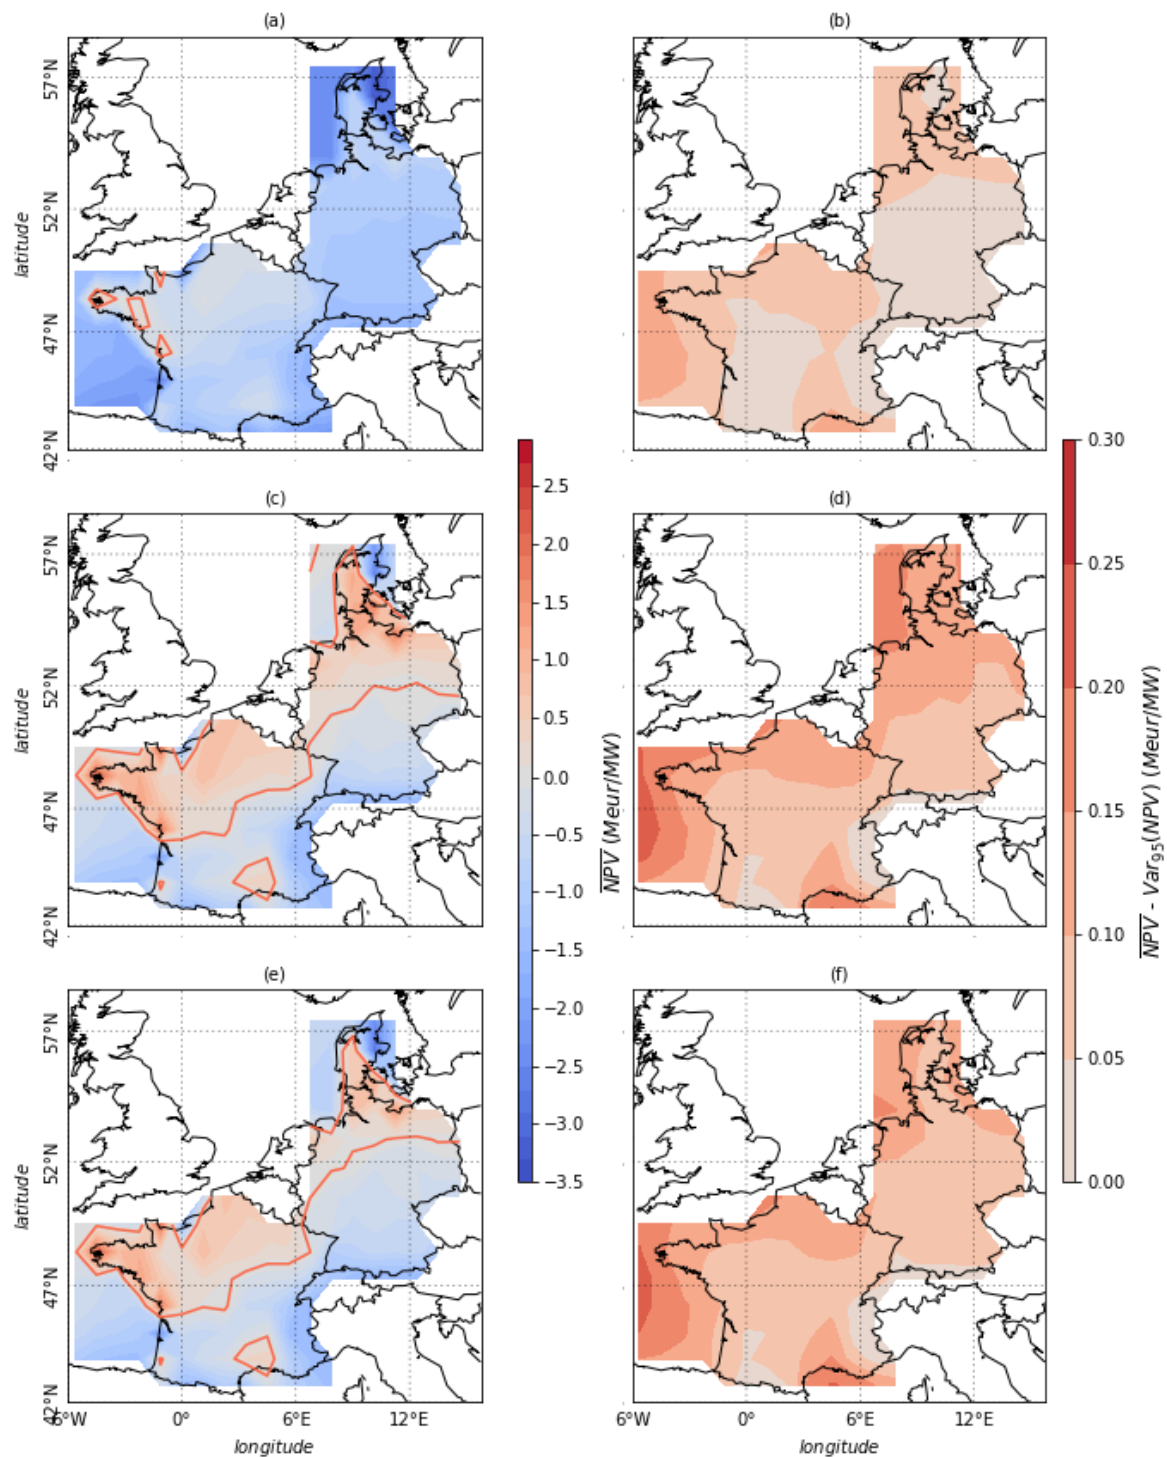 (a)
(b)
57°N
52°N
47°N
42°N
latitude
(c)
(d)
57°N
52°N
47°N
42°N
latitude
2.5
2.0
1.5
1.0
0.5
0.0
−0.5
−1.0
−1.5
−2.0
−2.5
−3.0
−3.5
NPV (Meur/MW)
0.30
0.25
0.20
0.15
0.10
0.05
0.00
NPV - Var95(NPV) (Meur/MW)
(e)
(f)
57°N
52°N
47°N
42°N
latitude
6°W
0°
6°E
12°E
longitude
6°W
0°
6°E
12°E
longitude